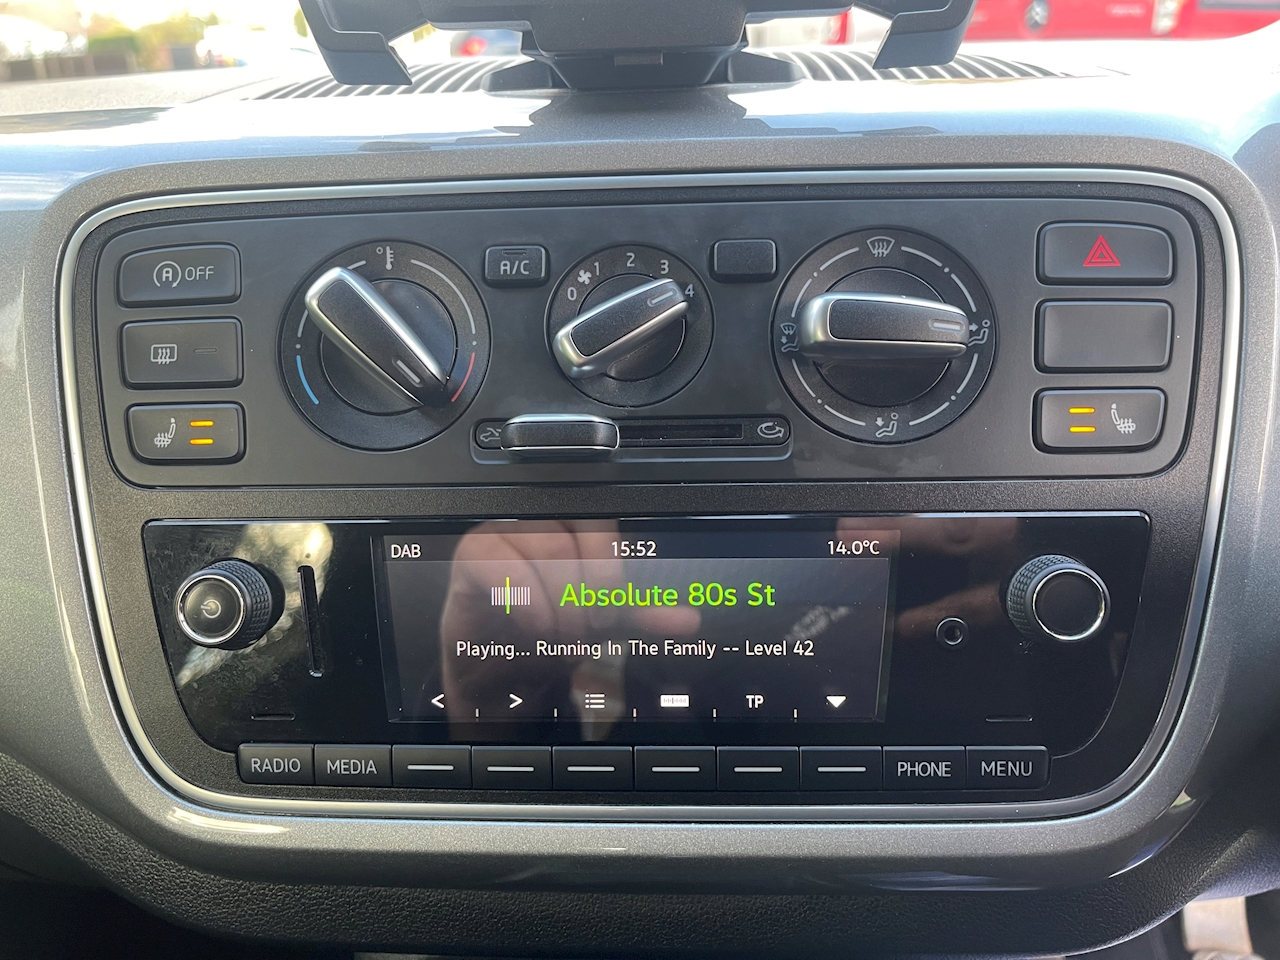 A OFF
A/C
0 1 2 3 4
DAB 15:52 14.0°C
Absolute 80s St
Playing... Running In The Family -- Level 42
< > TP
RADIO MEDIA PHONE MENU